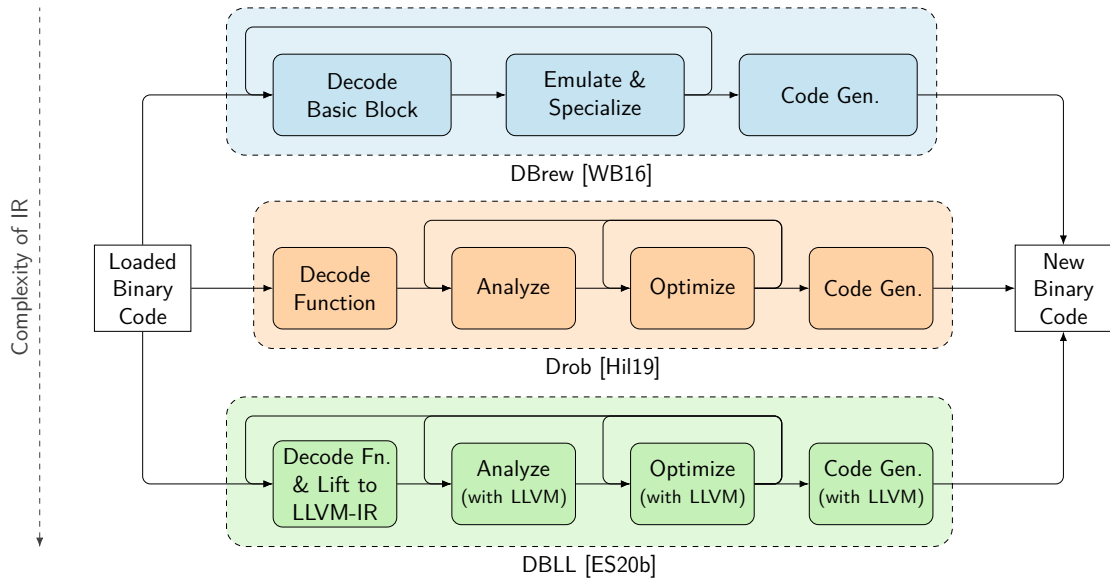 Complexity of IR
Loaded
Binary
Code
Decode
Basic Block
Emulate &
Specialize
Code Gen.
DBrew [WB16]
Decode
Function
Analyze
Optimize
Code Gen.
Drob [Hil19]
Decode Fn.
& Lift to
LLVM-IR
Analyze
(with LLVM)
Optimize
(with LLVM)
Code Gen.
(with LLVM)
DBLL [ES20b]
New
Binary
Code